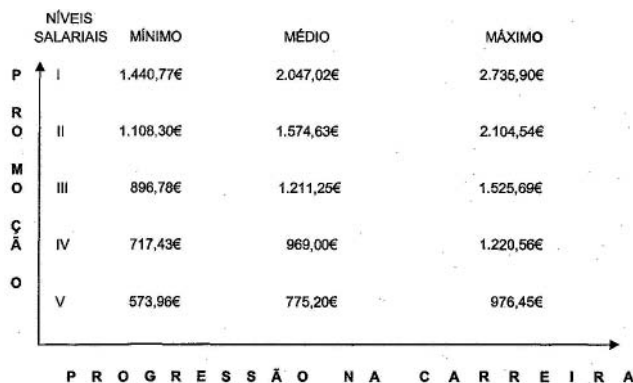 NÍVEIS
SALARIAIS MÍNIMO MÉDIO MÁXIMO
I 1.440,77€ 2.047,02€ 2.735,90€
II 1.108,30€ 1.574,63€ 2.104,54€
III 896,78€ 1.211,25€ 1.525,69€
IV 717,43€ 969,00€ 1.220,56€
V 573,96€ 775,20€ 976,45€
PROMOÇÃO
PROGRESSÃO NA CARREIRA